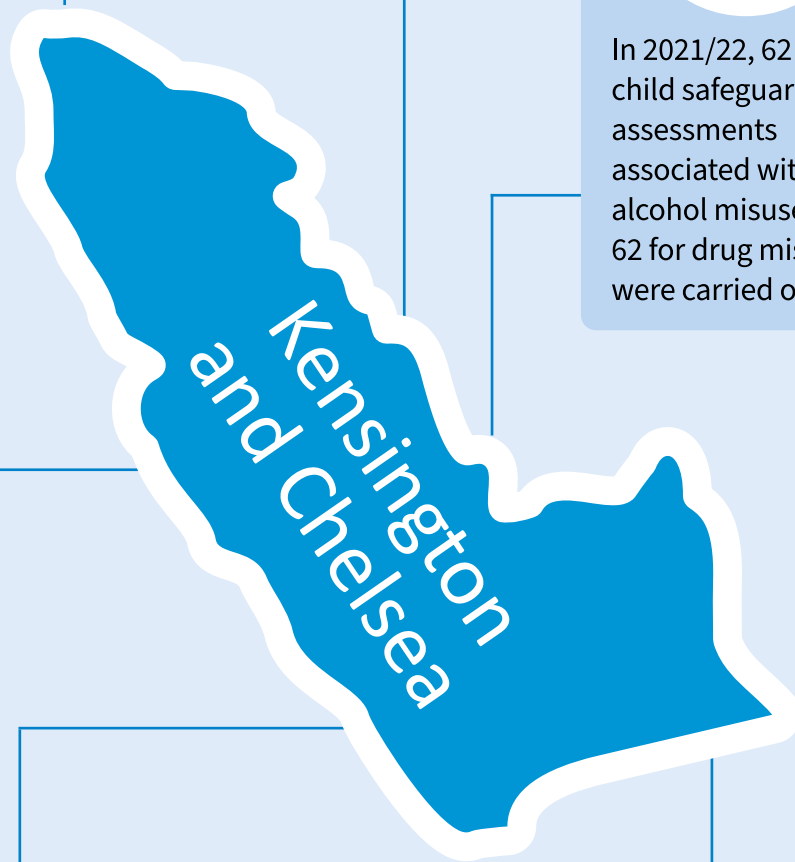 In 2021/22, 62
child safeguar
assessments
associated wit
alcohol misuse
62 for drug mis
were carried o
Kensington
and Chelsea